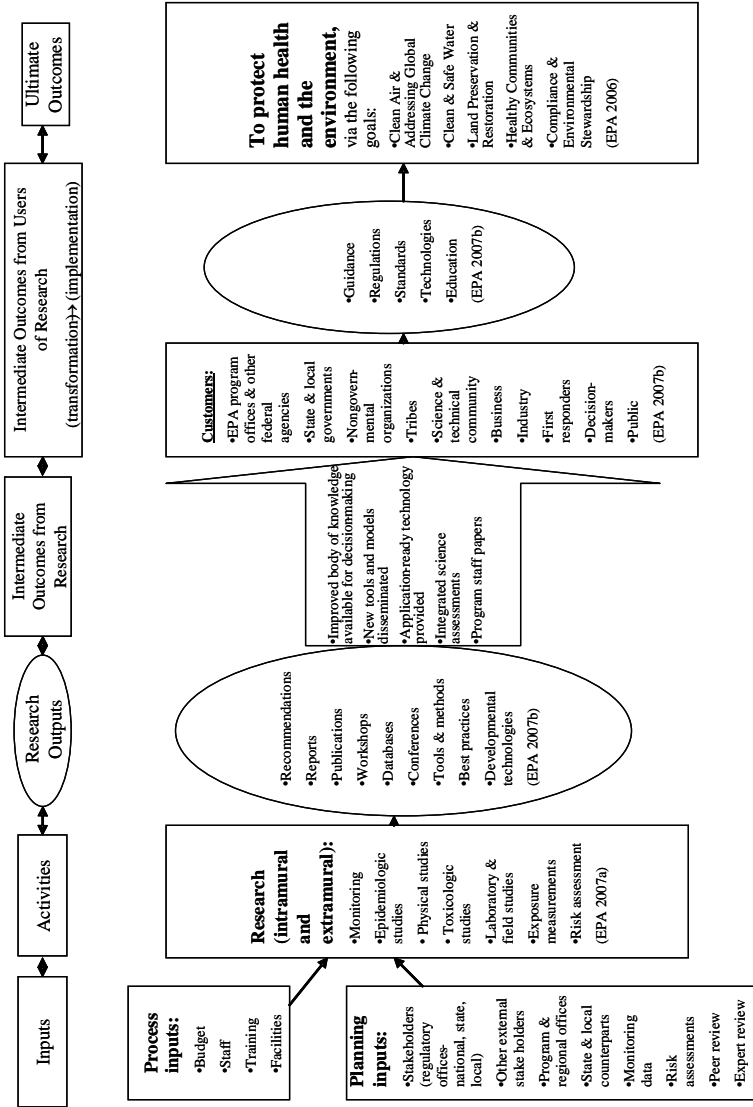 Inputs
Activities
Research
Outputs
Intermediate
Outcomes from
Research
Intermediate Outcomes from Users
of Research
(transformation)→(implementation)
Ultimate
Outcomes
Process
inputs:
•Budget
•Staff
•Training
•Facilities
Planning
inputs:
•Stakeholders
(regulatory
offices-
national, state,
local)
•Other external
stake holders
•Program &
regional offices
•State & local
counterparts
•Monitoring
data
•Risk
assessments
•Peer review
•Expert review
Research
(intramural
and
extramural):
•Monitoring
•Epidemiologic
studies
• Physical studies
• Toxicologic
studies
•Laboratory &
field studies
•Exposure
measurements
•Risk assessment
(EPA 2007a)
•Recommendations
•Reports
•Publications
•Workshops
•Databases
•Conferences
•Tools & methods
•Best practices
•Developmental
technologies
(EPA 2007b)
•Improved body of knowledge
available for decision-making
•New tools and models
disseminated
•Application-ready technology
provided
•Integrated science
assessments
•Program staff papers
Customers:
•EPA program
offices & other
federal
agencies
•State & local
governments
•Nongovern-
mental
organizations
•Tribes
•Science &
technical
community
•Business
•Industry
•First
responders
•Decision-
makers
•Public
(EPA 2007b)
•Guidance
•Regulations
•Standards
•Technologies
•Education
(EPA 2007b)
To protect
human health
and the
environment,
via the following
goals:
•Clean Air &
Addressing Global
Climate Change
•Clean & Safe Water
•Land Preservation &
Restoration
•Healthy Communities
& Ecosystems
•Compliance &
Environmental
Stewardship
(EPA 2006)